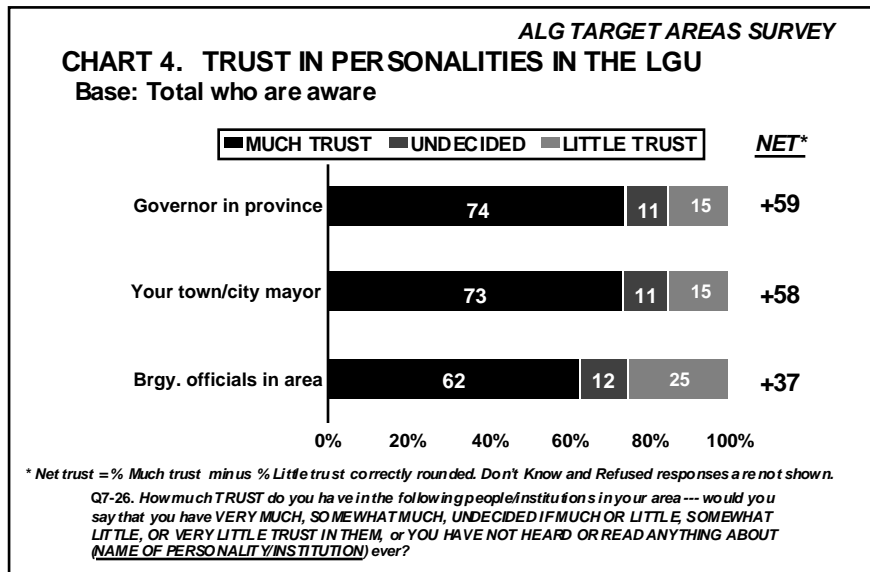 ALG TARGET AREAS SURVEY
CHART 4. TRUST IN PERSONALITIES IN THE LGU
Base: Total who are aware
MUCH TRUST UNDECIDED LITTLE TRUST NET*
Governor in province 74 11 15 +59
Your town/city mayor 73 11 15 +58
Brgy. officials in area 62 12 25 +37
0% 20% 40% 60% 80% 100%
* Net trust = % Much trust minus % Little trust correctly rounded. Don't Know and Refused responses are not shown.
Q7-26. How much TRUST do you have in the following people/institutions in your area --- would you
say that you have VERY MUCH, SOMEWHAT MUCH, UNDECIDED IF MUCH OR LITTLE, SOMEWHAT
LITTLE, OR VERY LITTLE TRUST IN THEM, or YOU HAVE NOT HEARD OR READ ANYTHING ABOUT
(NAME OF PERSONALITY/INSTITUTION) ever?